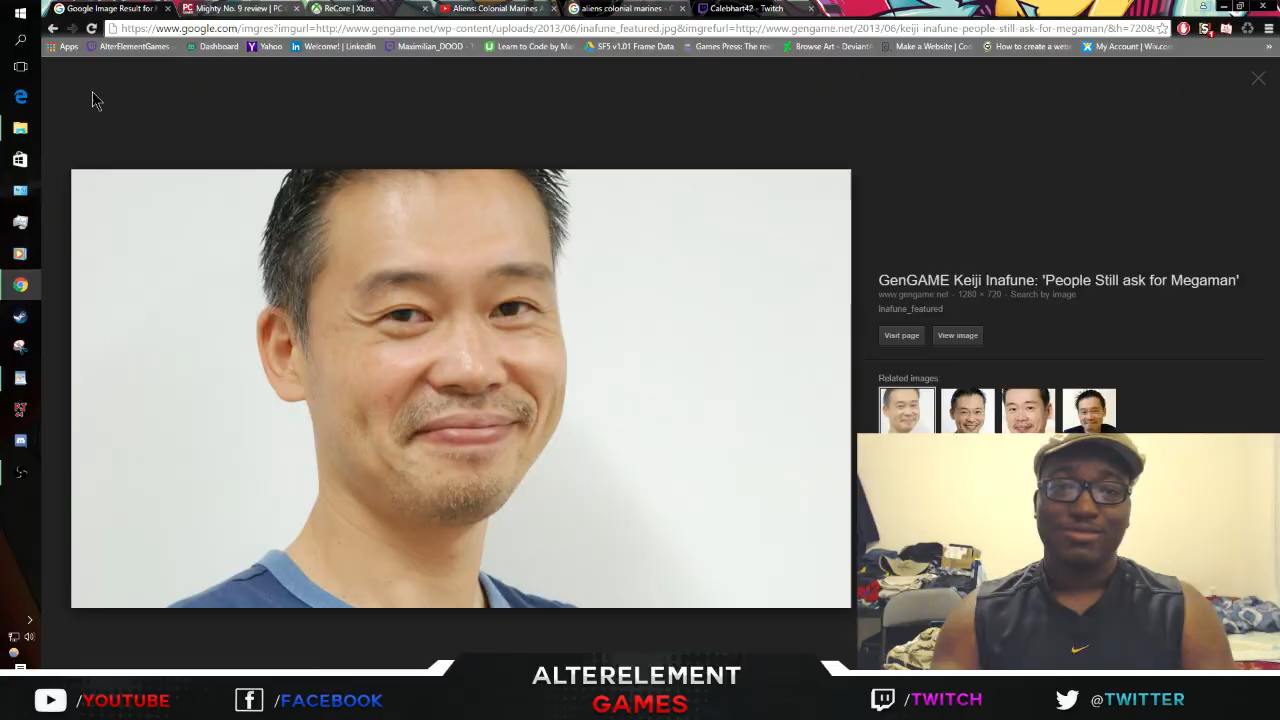 Google Image Result for
Mighty No. 9 review | PC
ReCore | Xbox
Aliens: Colonial Marines A
aliens colonial marines - G
Calebhart42 - Twitch
https://www.google.com/imgres?imgurl=http://www.gengame.net/wp-content/uploads/2013/06/inafune_featured.jpg&imgrefurl=http://www.gengame.net/2013/06/keiji-inafune-people-still-ask-for-megaman/&h=720&
Apps
AlterElementGames
Dashboard
Yahoo
Welcome! | LinkedIn
Maximilian_DOOD - T
Learn to Code by Ma
SF5 v1.01 Frame Data
Games Press: The re
Browse Art - Deviant
Make a Website | Co
How to create a web
My Account | Wix.com
GenGAME Keiji Inafune: 'People Still ask for Megaman'
www.gengame.net - 1280 × 720 - Search by image
Inafune_featured
Visit page View image
Related images:
ALTERELEMENT
GAMES
/YOUTUBE
/FACEBOOK
/TWITCH
@TWITTER